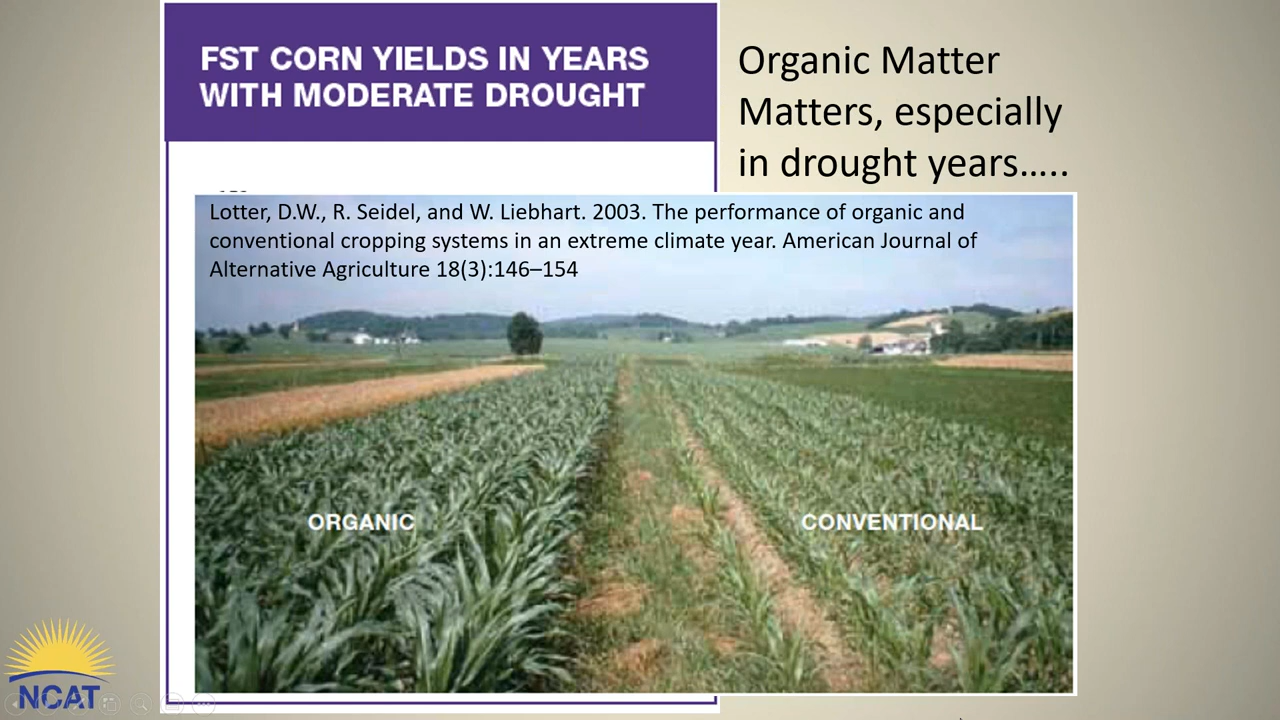 FST CORN YIELDS IN YEARS
WITH MODERATE DROUGHT
Organic Matter
Matters, especially
in drought years.....
Lotter, D.W., R. Seidel, and W. Liebhart. 2003. The performance of organic and
conventional cropping systems in an extreme climate year. American Journal of
Alternative Agriculture 18(3):146–154
ORGANIC
CONVENTIONAL
NCAT